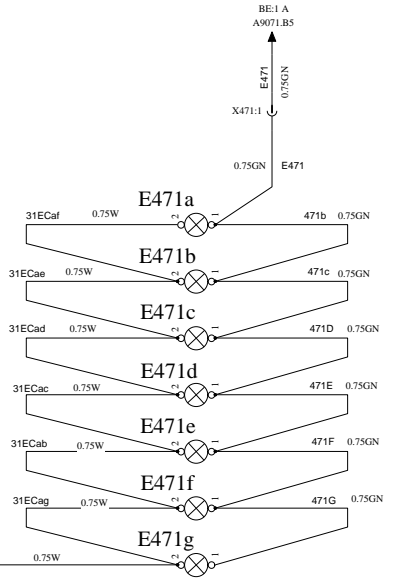 BE:1 A
A9071.B5
E471
0.75GN
X471:1
0.75GN E471
E471a
31ECaf 0.75W 2 1 471b 0.75GN
E471b
31ECae 0.75W 2 1 471c 0.75GN
E471c
31ECad 0.75W 2 1 471D 0.75GN
E471d
31ECac 0.75W 2 1 471E 0.75GN
E471e
31ECab 0.75W 2 1 471F 0.75GN
E471f
31ECag 0.75W 2 1 471G 0.75GN
E471g
0.75W 2 1